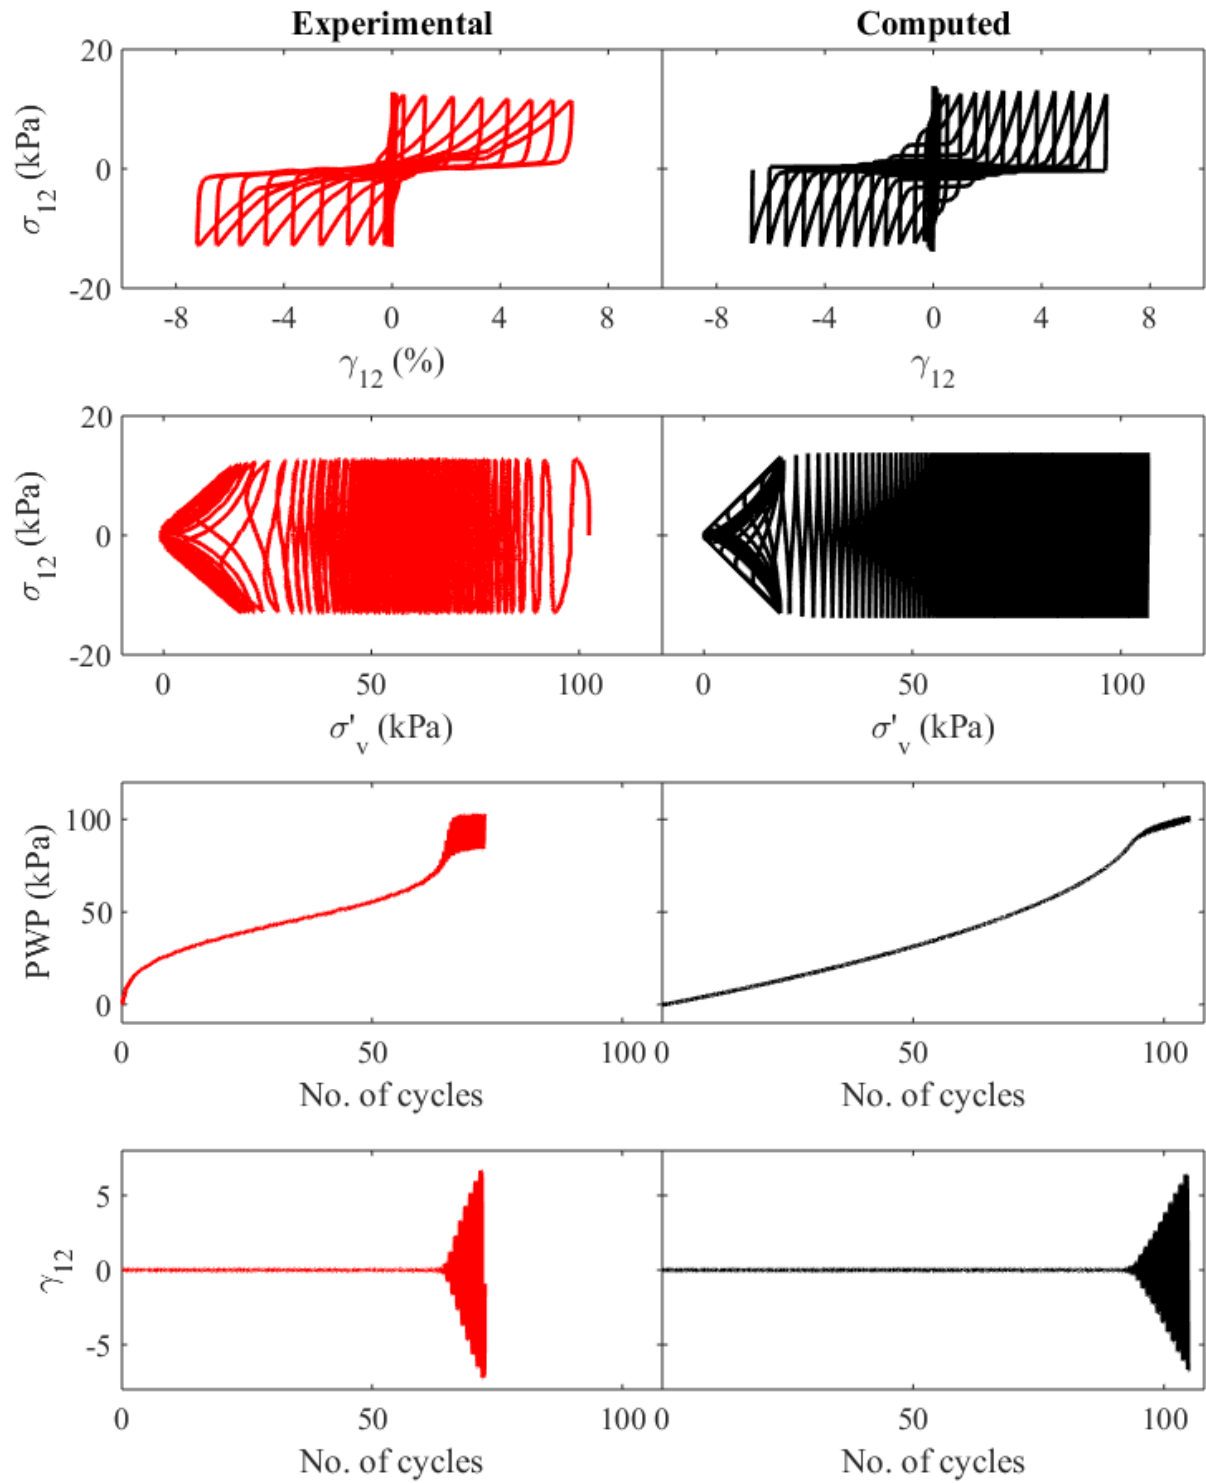 Experimental Computed
20
σ12 (kPa)
0
-20
-8 -4 0 4 8 -8 -4 0 4 8
γ12 (%) γ12
20
σ12 (kPa)
0
-20
0 50 100 0 50 100
σ'v (kPa) σ'v (kPa)
100
PWP (kPa)
50
0
0 50 100 0 50 100
No. of cycles No. of cycles
5
γ12
0
-5
0 50 100 0 50 100
No. of cycles No. of cycles